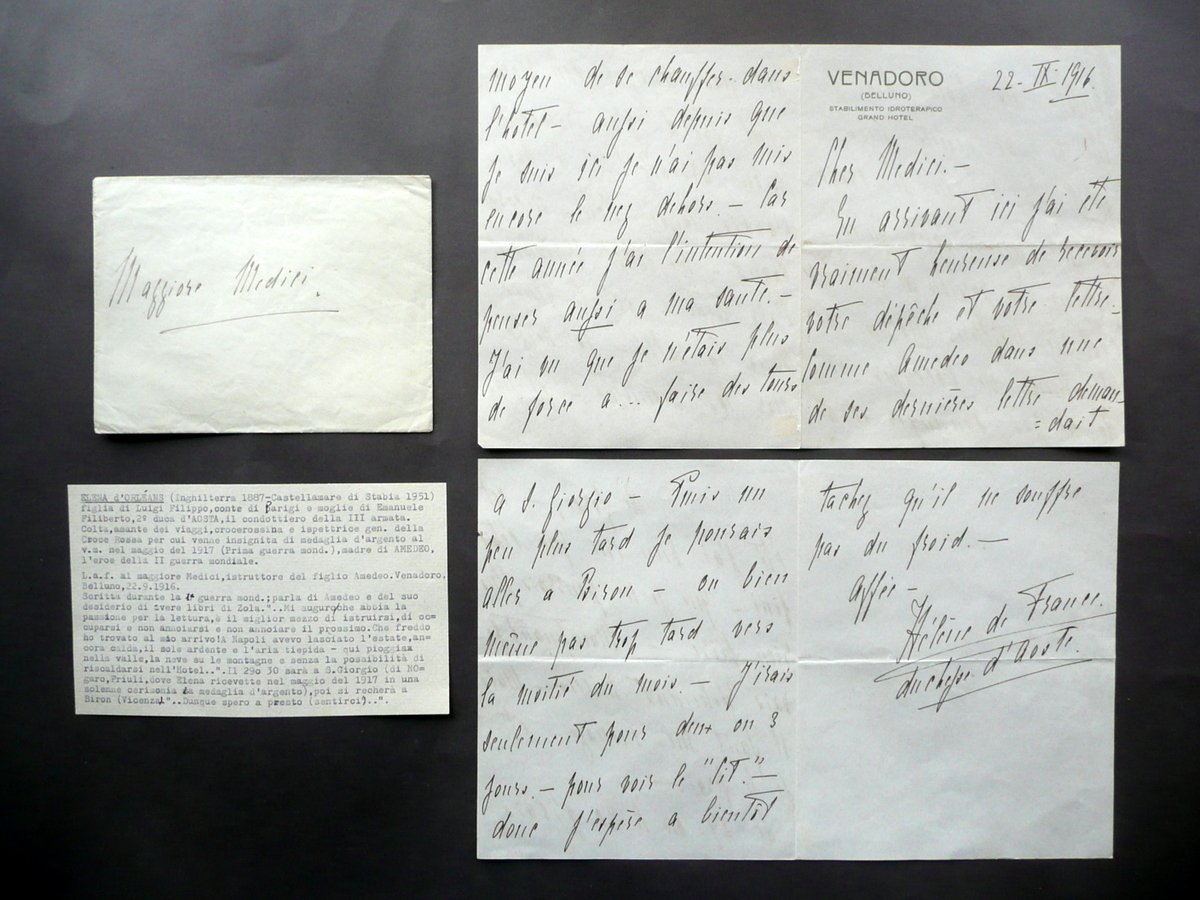 Maggiore Medici.
ELENA d'ORLÉANS (Inghilterra 1887-Castellamare di Stabia 1951)
figlia di Luigi Filippo,conte di Parigi e moglie di Emanuele
Filiberto,2º duca d'AOSTA,il condottiero della III armata.
Colta,amante dei viaggi,crocerossina e ispettrice gen. della
Croce Rossa per cui venne insignita di medaglia d'argento al
v.m. nel maggio del 1917 (Prima guerra mond.),madre di AMEDEO,
l'eroe della II guerra mondiale.
L.a.f. al maggiore Medici,istruttore del figlio Amedeo.Venadoro,
Belluno,22.9.1916.
Scritta durante la guerra mond.;parla di Amedeo e del suo
desiderio di avere libri di Zola."..Mi auguro che abbia la
passione per la lettura,è il miglior mezzo di istruirsi,di oc=
cuparsi e non annoiarsi e non annoiare il prossimo.Che freddo
ho trovato al mio arrivo!A Napoli avevo lasciato l'estate,an=
cora calda,il sole ardente e l'aria tiepida - qui pioggia
nella valle,la neve su le montagne e senza la possibilità di
riscaldarsi nell'Hotel..".Il 29o 30 sarà a S.Giorgio (di NO=
garo,Friuli,dove Elena ricevette nel maggio del 1917 in una
solenne cerimonia la medaglia d'argento),poi si recherà a
Biron (Vicenza)"..Dunque spero a presto (sentirci)..".
moyen de se chauffer dans
l'hotel - aussi depuis que
je suis ici je n'ai pas mis
encore le nez dehors. - Car
cette année j'ai l'intention de
penser aussi a ma santé. -
J'ai vu que je n'étais plus
de force a... faire des tours
VENADORO
(BELLUNO)
STABILIMENTO IDROTERAPICO
GRAND HOTEL
22-IX-1916.
Cher Medici. -
En arrivant ici j'ai été
vraiment heureuse de recevoir
votre dépêche et votre lettre.
Comme Amedeo dans une
de ses dernières lettre deman-
=dait
a S. Giorgio - Puis un
peu plus tard je pensais
aller a Biron - ou bien
même pas trop tard vers
la moitié du mois. - J'irais
seulement pour deux ou 3
jours. - pour voir le "lit." -
donc j'espère a bientôt
tachez qu'il ne souffre
pas du froid. -
Affée -
Hélène de France.
duchesse d'Aoste.